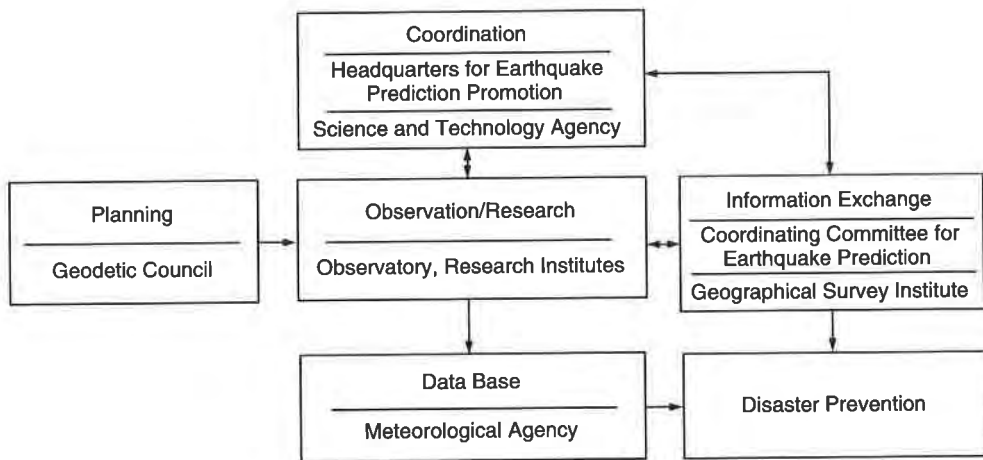 Coordination
Headquarters for Earthquake
Prediction Promotion
Science and Technology Agency
Planning
Geodetic Council
Observation/Research
Observatory, Research Institutes
Information Exchange
Coordinating Committee for
Earthquake Prediction
Geographical Survey Institute
Data Base
Meteorological Agency
Disaster Prevention